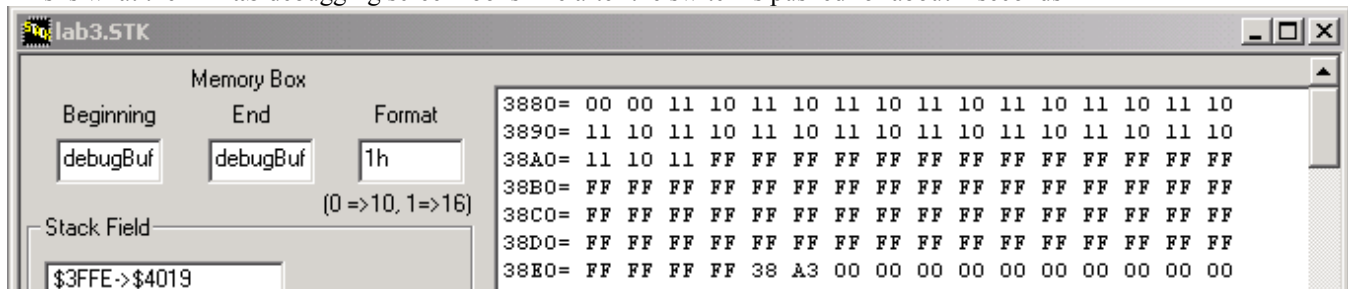 lab3.STK
Memory Box
Beginning End Format
debugBuf debugBuf 1h
(0 =>10, 1=>16)
Stack Field
$3FFE->$4019
3880= 00 00 11 10 11 10 11 10 11 10 11 10 11 10 11 10
3890= 11 10 11 10 11 10 11 10 11 10 11 10 11 10 11 10
38A0= 11 10 11 FF FF FF FF FF FF FF FF FF FF FF FF FF
38B0= FF FF FF FF FF FF FF FF FF FF FF FF FF FF FF FF
38C0= FF FF FF FF FF FF FF FF FF FF FF FF FF FF FF FF
38D0= FF FF FF FF FF FF FF FF FF FF FF FF FF FF FF FF
38E0= FF FF FF FF 38 A3 00 00 00 00 00 00 00 00 00 00